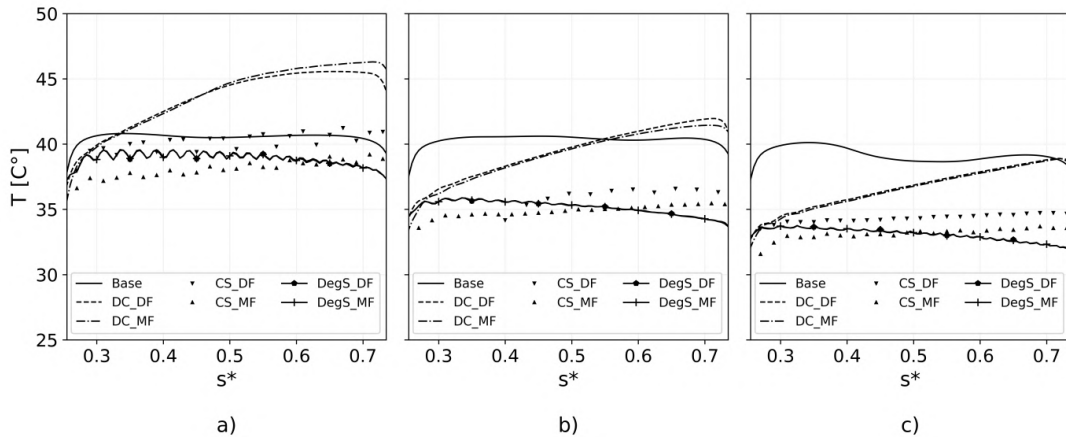 50
45
40
35
30
25
T [C°]
0.3 0.4 0.5 0.6 0.7
s*
Base
DC_DF
DC_MF
CS_DF
CS_MF
DegS_DF
DegS_MF
a)
0.3 0.4 0.5 0.6 0.7
s*
Base
DC_DF
DC_MF
CS_DF
CS_MF
DegS_DF
DegS_MF
b)
0.3 0.4 0.5 0.6 0.7
s*
Base
DC_DF
DC_MF
CS_DF
CS_MF
DegS_DF
DegS_MF
c)